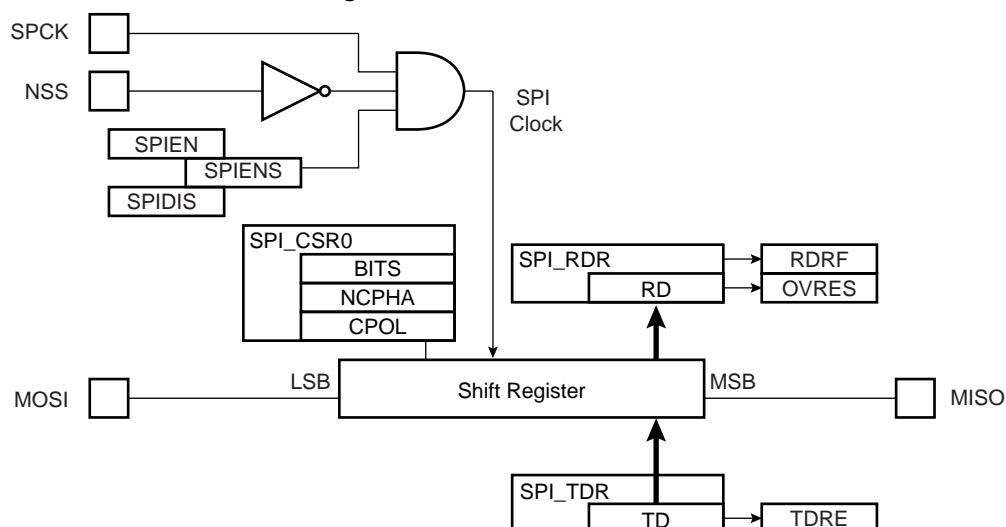 SPCK
NSS
SPI
Clock
SPIEN
SPIENS
SPIDIS
SPI_CSR0
BITS
NCPHA
CPOL
SPI_RDR
RD
RDRF
OVRES
LSB
Shift Register
MSB
MOSI
MISO
SPI_TDR
TD
TDRE